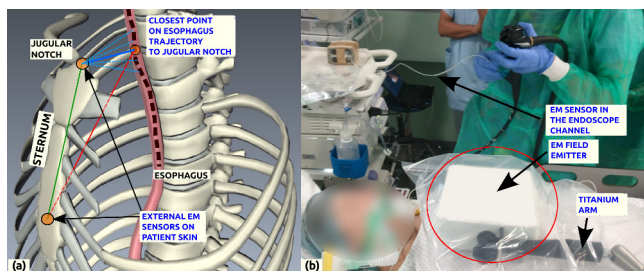 CLOSEST POINT
ON ESOPHAGUS
TRAJECTORY
TO JUGULAR NOTCH
JUGULAR
NOTCH
STERNUM
ESOPHAGUS
EXTERNAL EM
SENSORS ON
PATIENT SKIN
(a)
EM SENSOR IN
THE ENDOSCOPE
CHANNEL
EM FIELD
EMITTER
TITANIUM
ARM
(b)